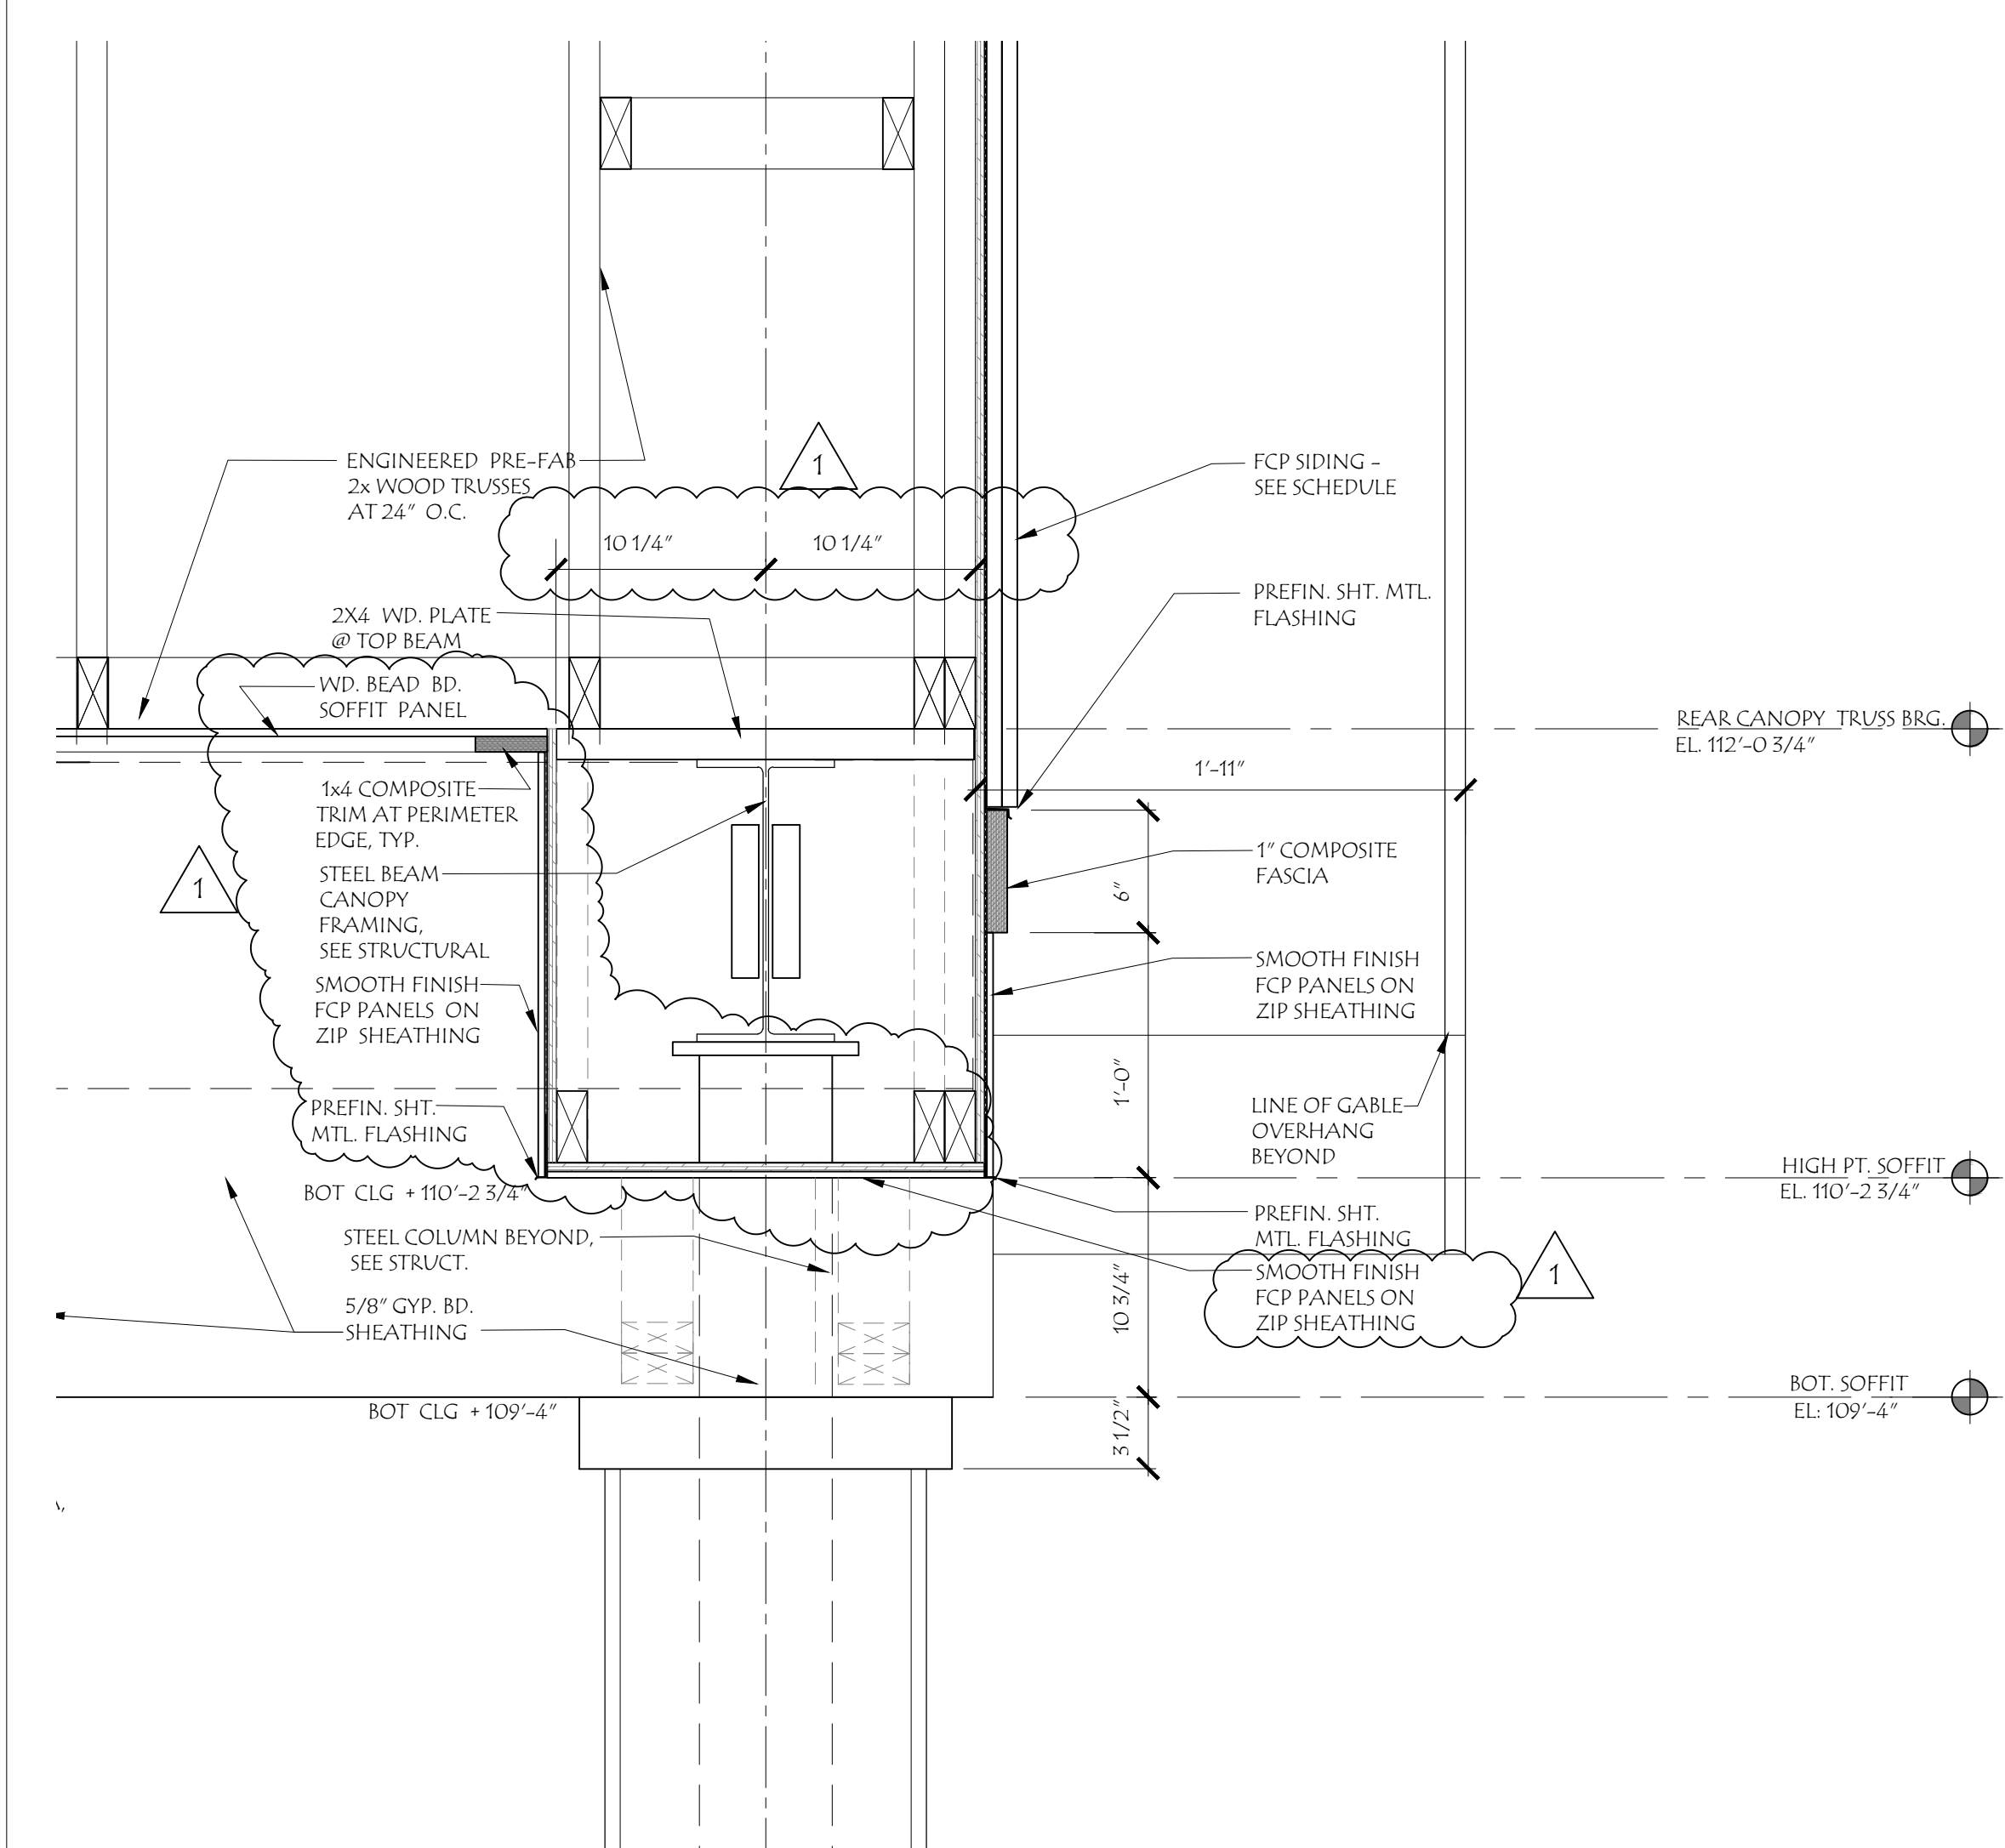 1
ENGINEERED PRE-FAB
2x WOOD TRUSSES
AT 24" O.C.
FCP SIDING -
SEE SCHEDULE
10 1/4"
10 1/4"
2X4 WD. PLATE
@ TOP BEAM
PREFIN. SHT. MTL.
FLASHING
WD. BEAD BD.
SOFFIT PANEL
REAR CANOPY TRUSS BRG.
EL. 112'-0 3/4"
1'-11"
1x4 COMPOSITE
TRIM AT PERIMETER
EDGE, TYP.
1
STEEL BEAM
CANOPY
FRAMING,
SEE STRUCTURAL
1" COMPOSITE
FASCIA
6"
SMOOTH FINISH
FCP PANELS ON
ZIP SHEATHING
SMOOTH FINISH
FCP PANELS ON
ZIP SHEATHING
1'-0"
PREFIN. SHT.
MTL. FLASHING
LINE OF GABLE
OVERHANG
BEYOND
HIGH PT. SOFFIT
EL. 110'-2 3/4"
BOT CLG + 110'-2 3/4"
PREFIN. SHT.
MTL. FLASHING
STEEL COLUMN BEYOND,
SEE STRUCT.
SMOOTH FINISH
FCP PANELS ON
ZIP SHEATHING
1
10 3/4"
5/8" GYP. BD.
SHEATHING
BOT. SOFFIT
EL: 109'-4"
BOT CLG + 109'-4"
3 1/2"